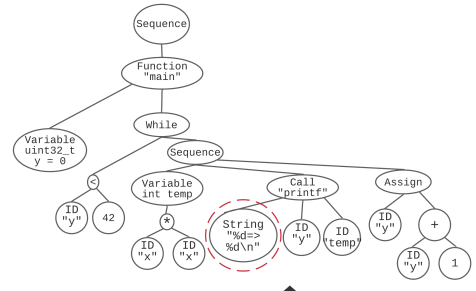 Sequence
Function
"main"
While
Variable
uint32_t
y = 0
Sequence
<
Variable
int temp
Call
"printf"
Assign
ID
"y"
42
*
String
"%d=>
%d\n"
ID
"y"
ID
"temp"
ID
"y"
+
ID
"x"
ID
"x"
ID
"y"
1